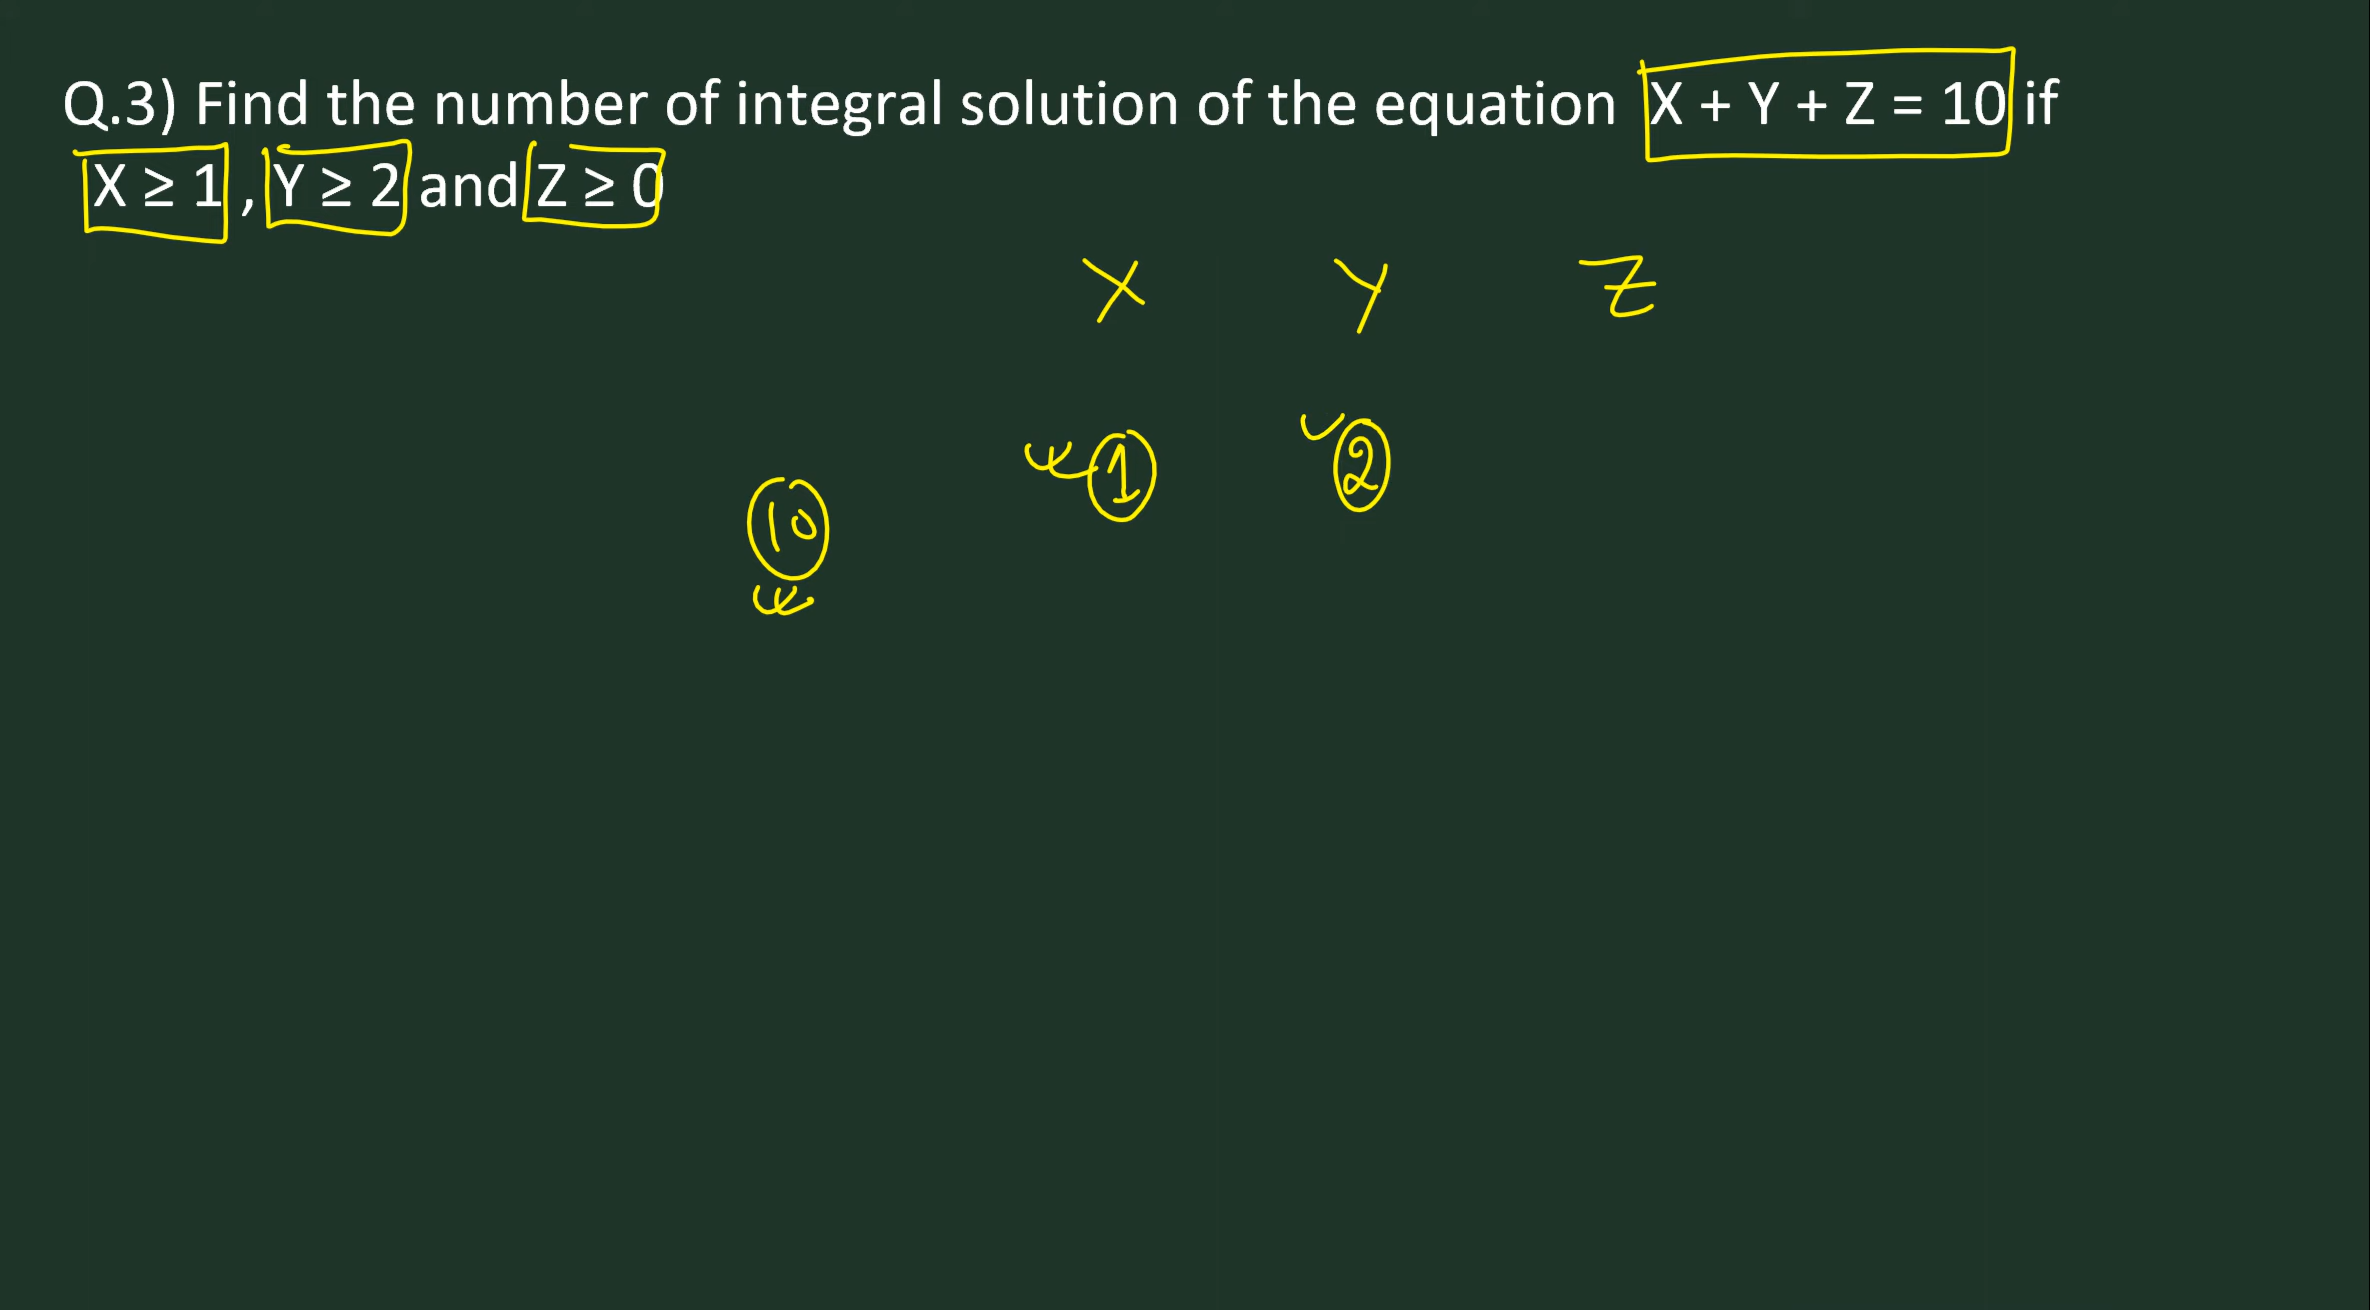 Q.3) Find the number of integral solution of the equation X + Y + Z = 10 if
X ≥ 1 , Y ≥ 2 and Z ≥ 0
X Y Z
1 2
10